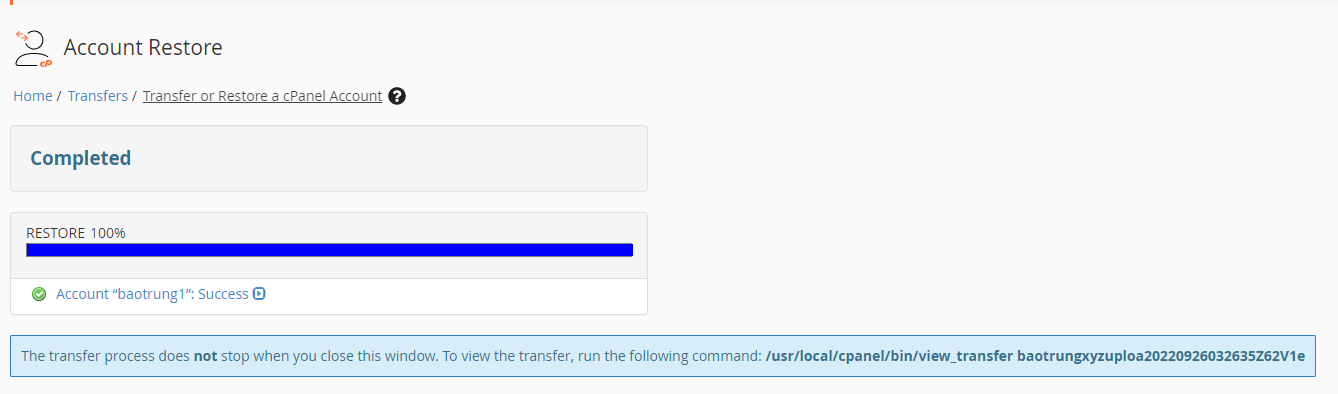 cP
Account Restore
Home / Transfers / Transfer or Restore a cPanel Account ?
Completed
RESTORE 100%
Account “baotrung1”: Success
The transfer process does not stop when you close this window. To view the transfer, run the following command: /usr/local/cpanel/bin/view_transfer baotrungxyzuploa20220926032635Z62V1e